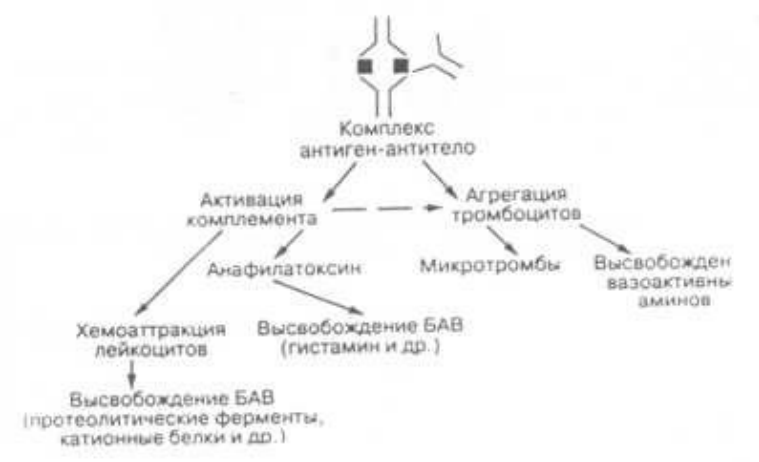 Комплекс
антиген-антитело
Активация
комплемента
Агрегация
тромбоцитов
Анафилатоксин
Микротромбы
Высвобожден
вазоактивны
аминов
Хемоаттракция
лейкоцитов
Высвобождение БАВ
(гистамин и др.)
Высвобождение БАВ
(протеолитические ферменты,
катионные белки и др.)